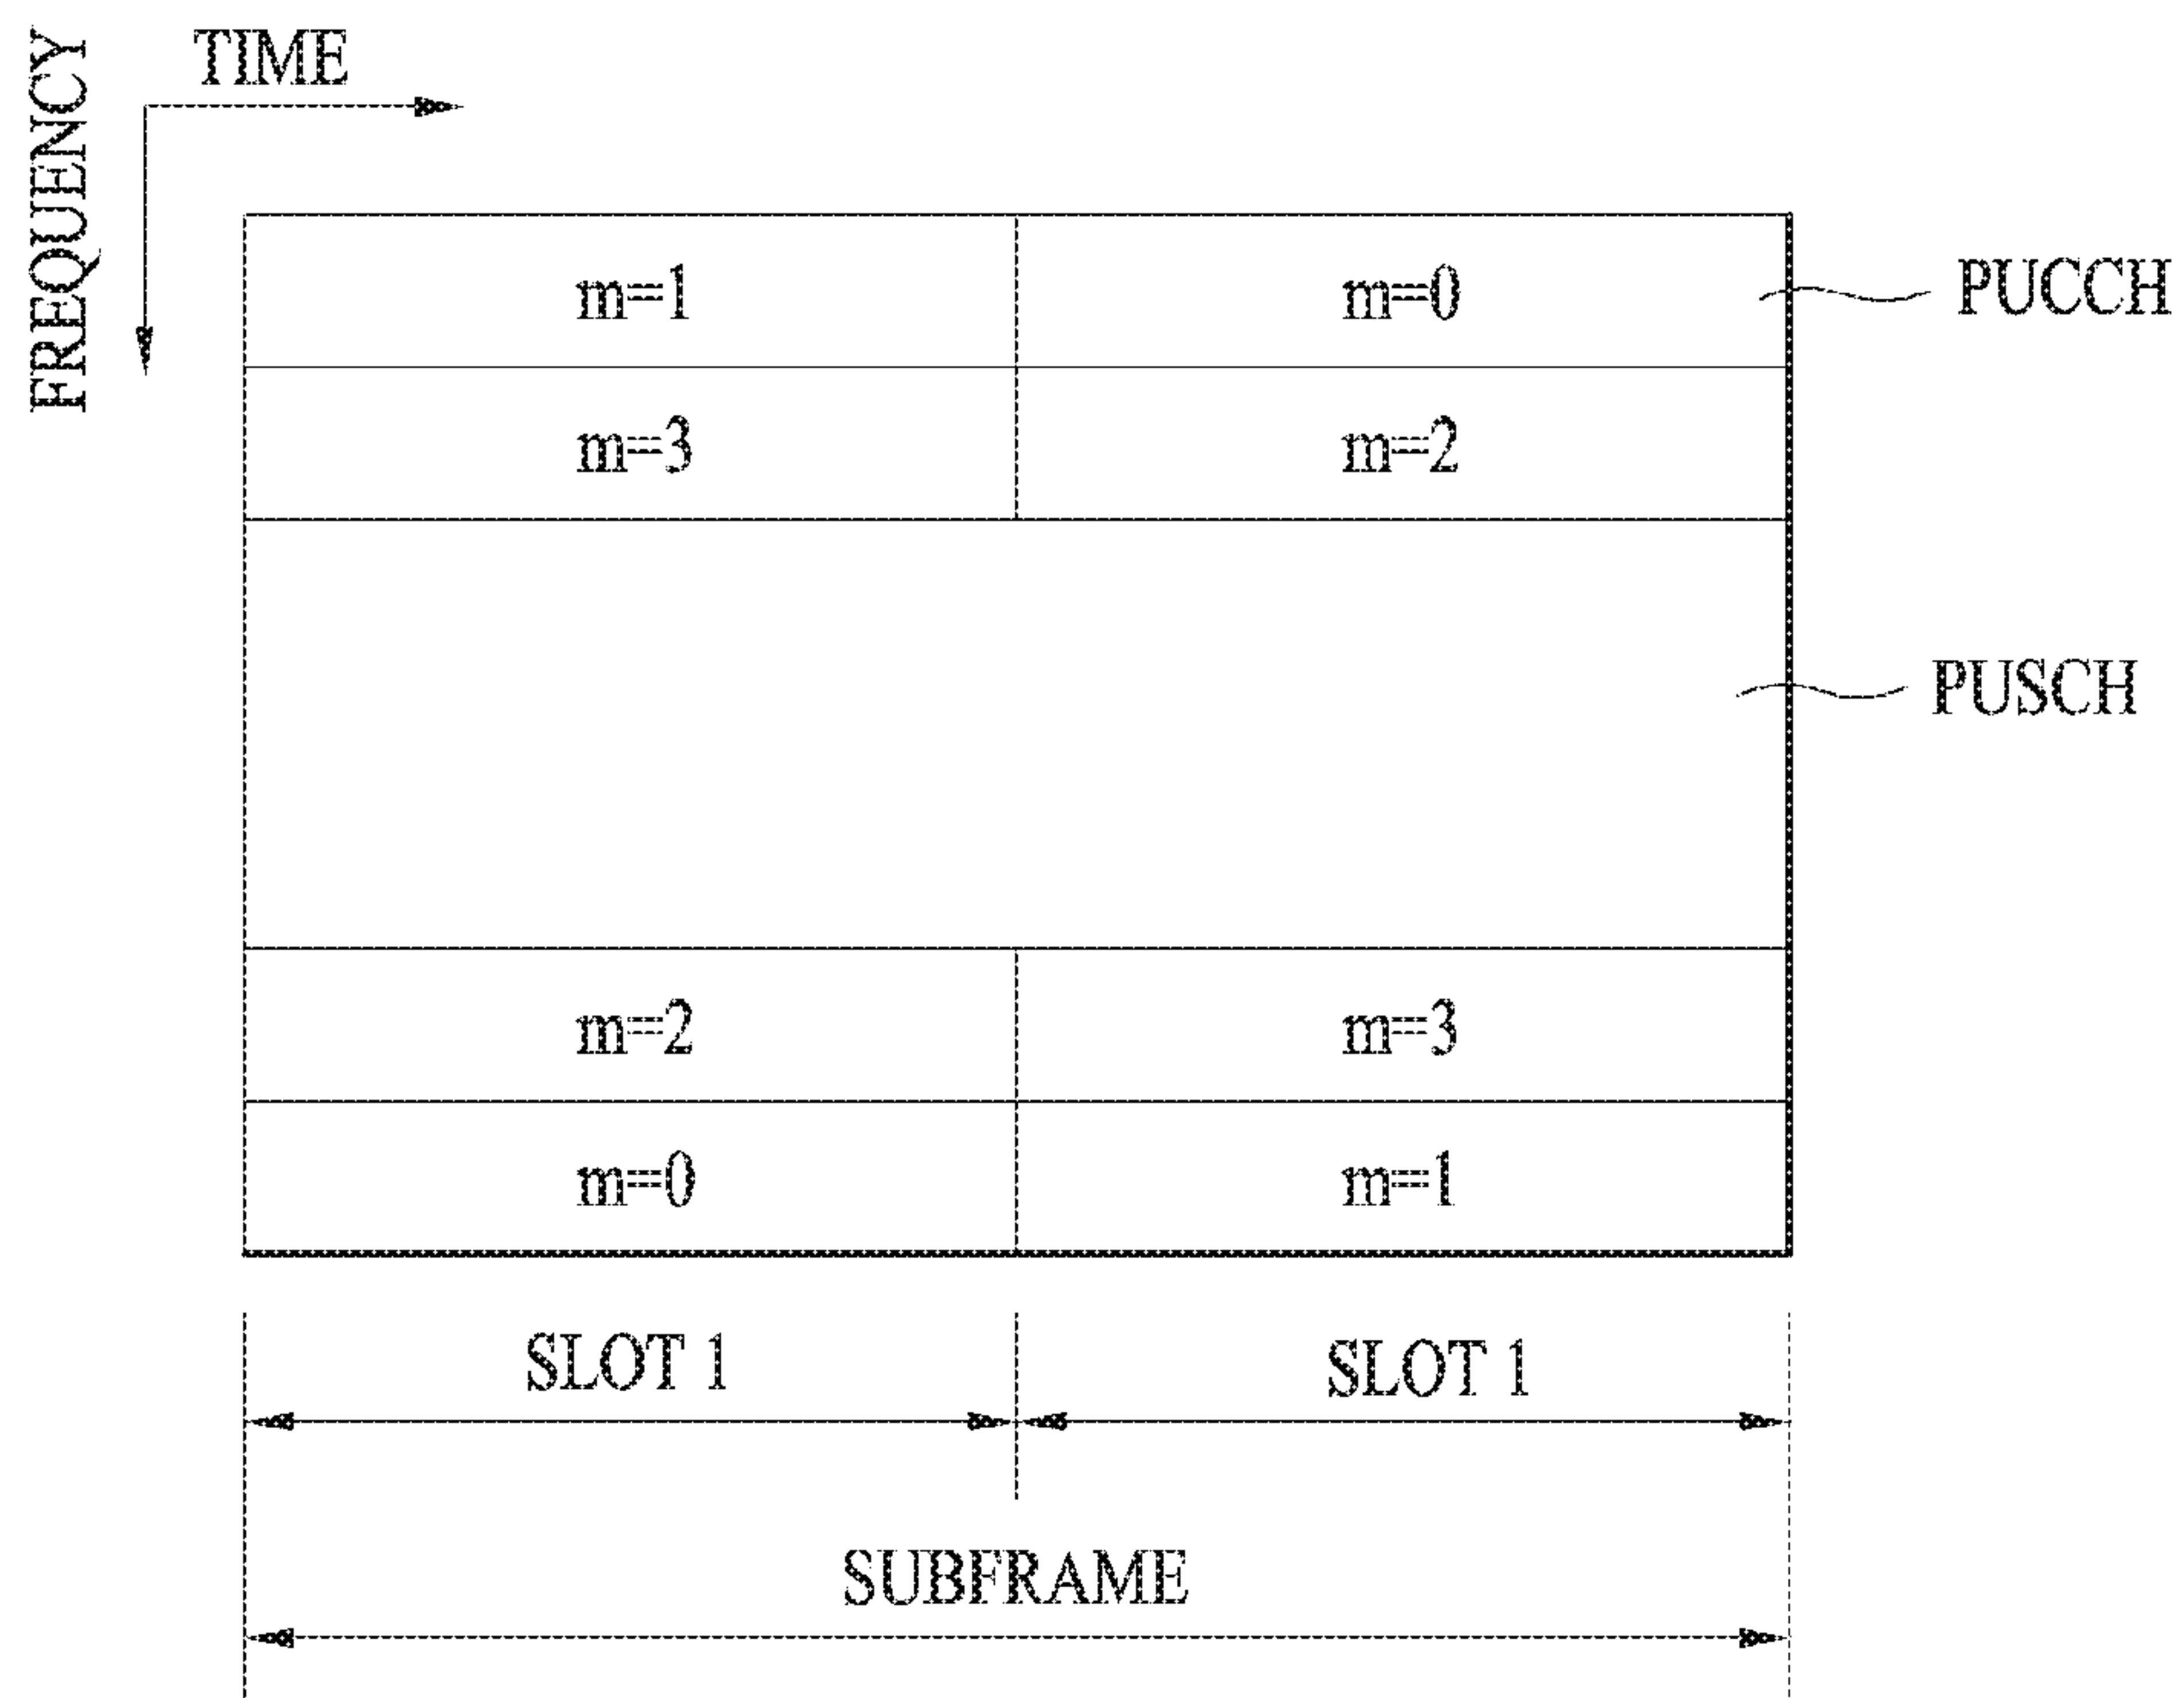 FREQUENCY
TIME
m=1
m=0
PUCCH
m=3
m=2
PUSCH
m=2
m=3
m=0
m=1
SLOT 1
SLOT 1
SUBFRAME